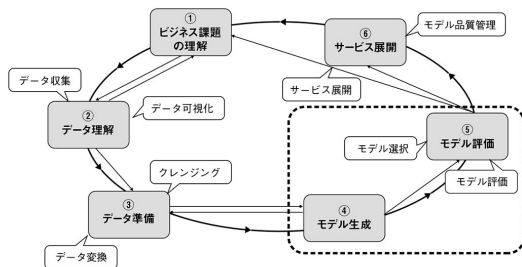 ①
ビジネス課題
の理解
⑥
サービス展開
モデル品質管理
データ収集
サービス展開
②
データ理解
データ可視化
⑤
モデル評価
モデル選択
クレンジング
モデル評価
③
データ準備
④
モデル生成
データ変換